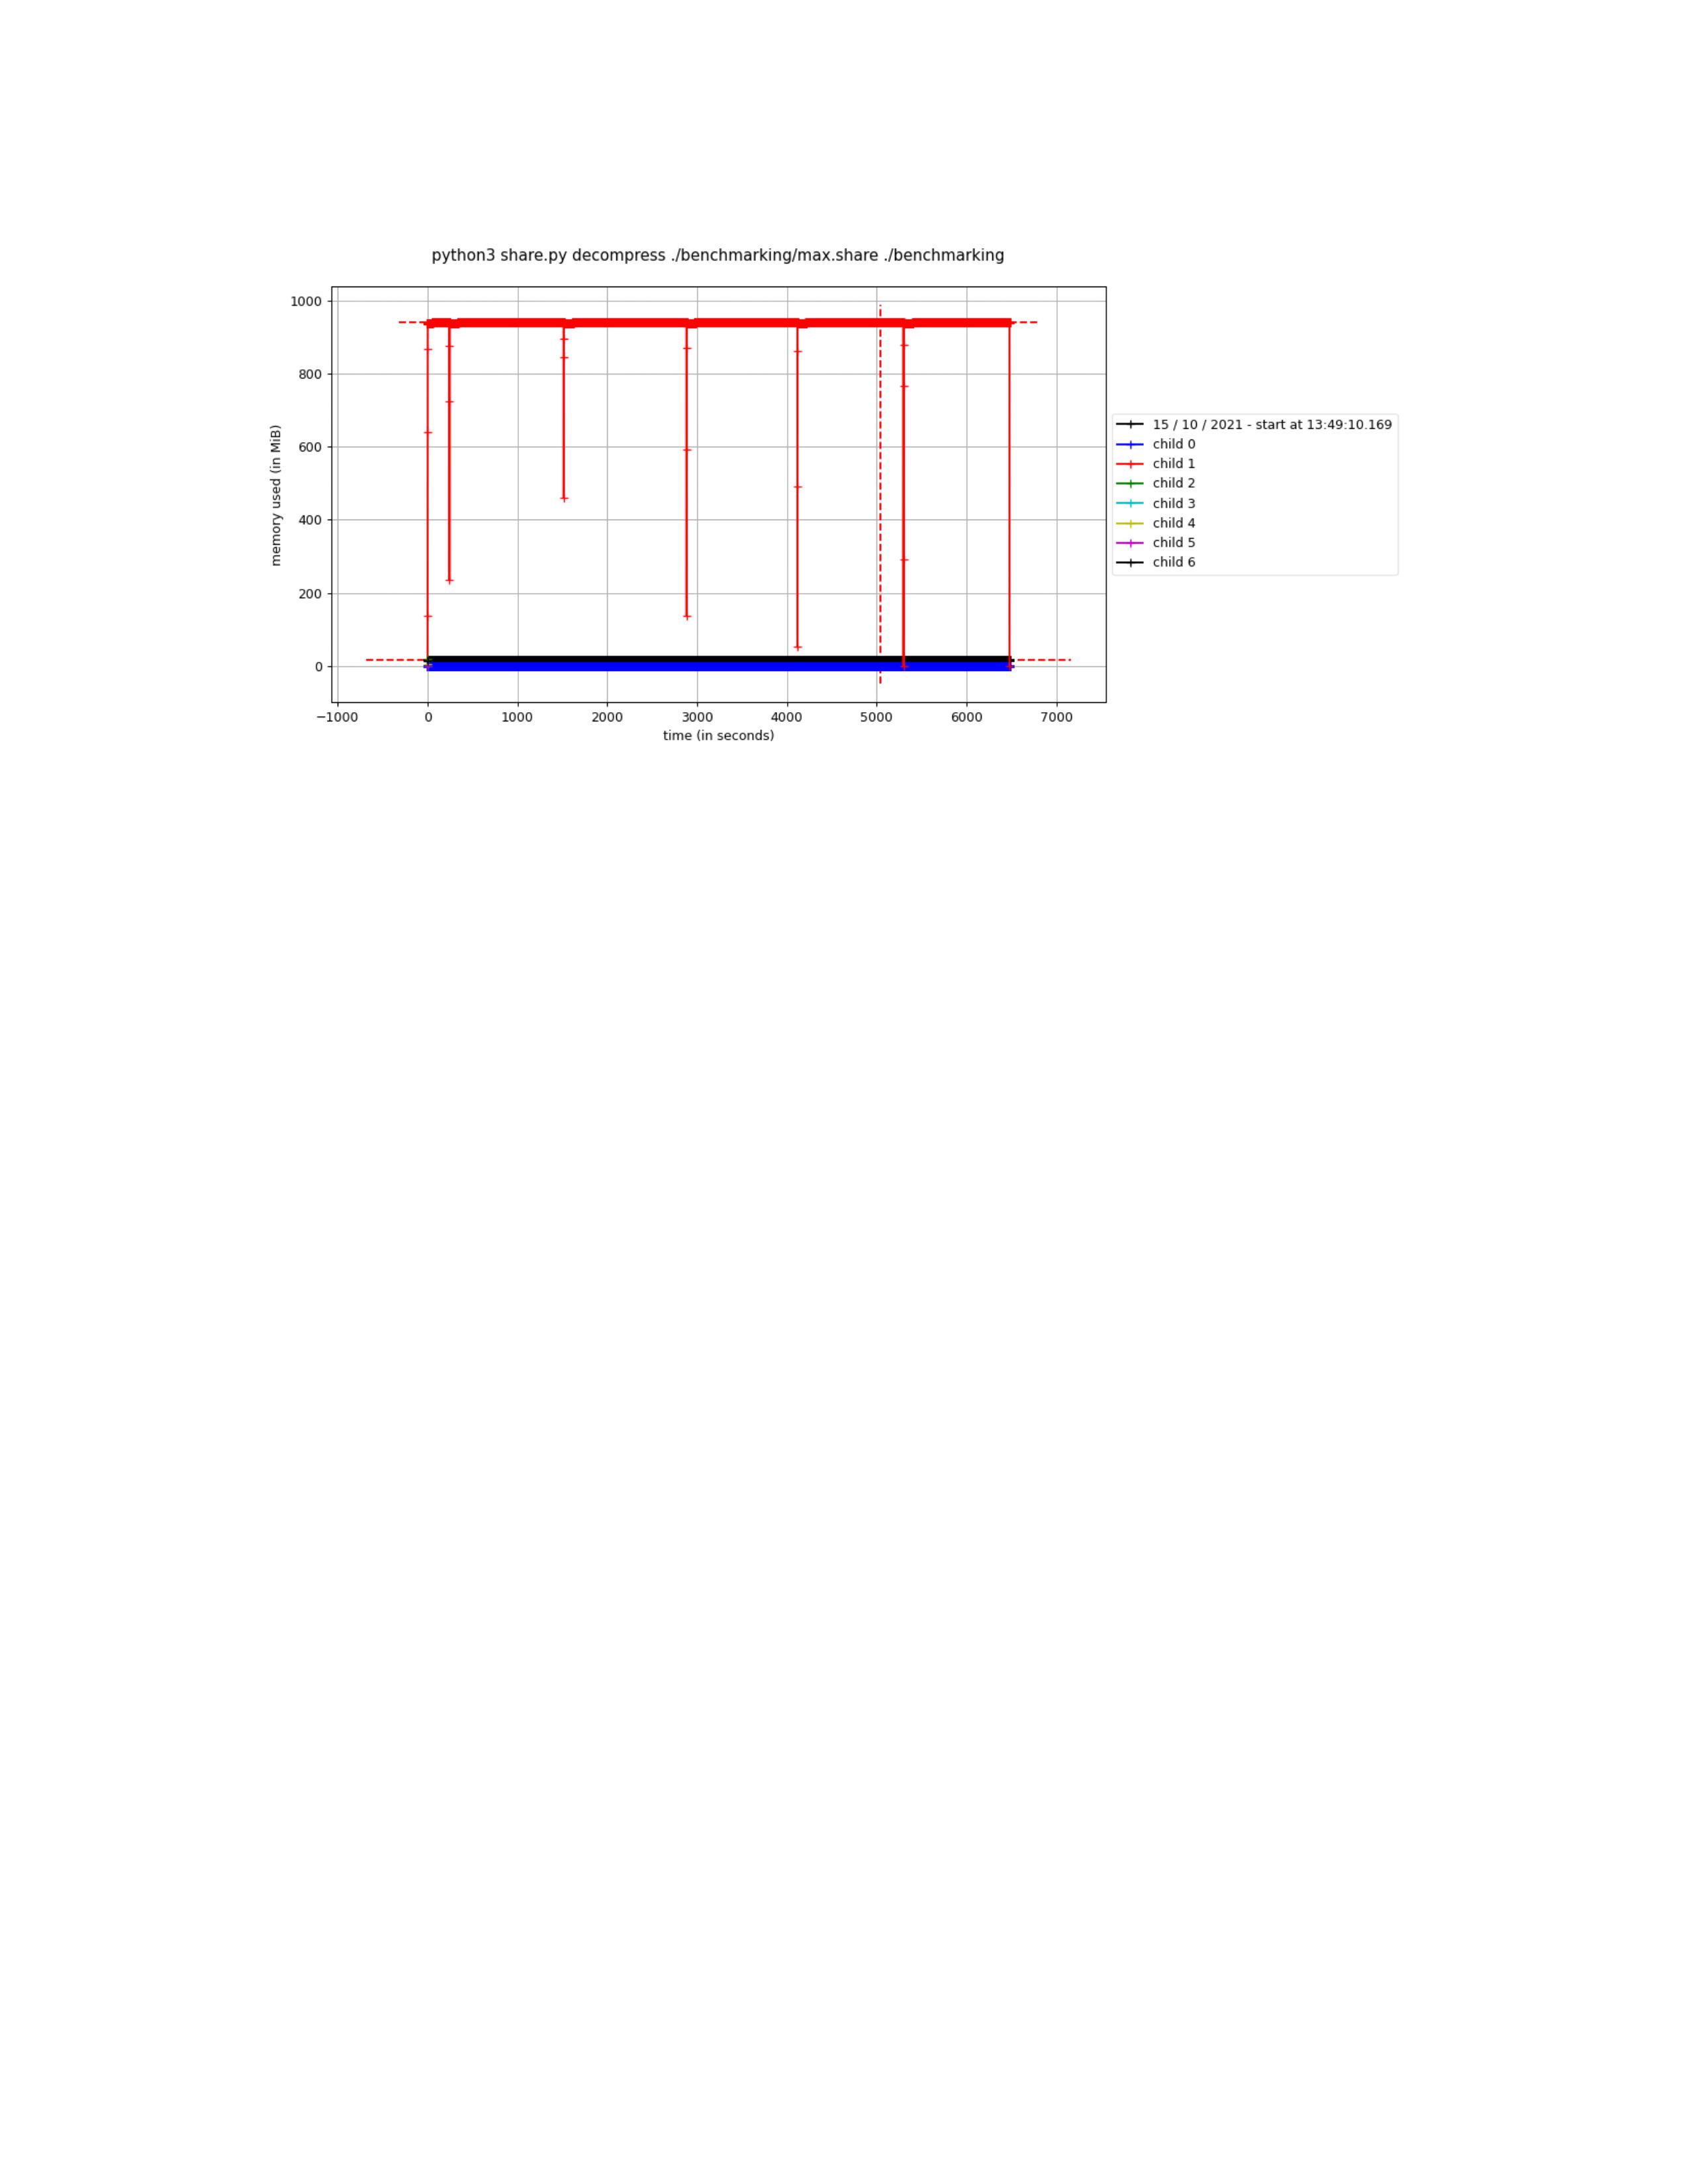 python3 share.py decompress ./benchmarking/max.share ./benchmarking
1000
800
600
400
200
0
memory used (in MiB)
−1000 0 1000 2000 3000 4000 5000 6000 7000
time (in seconds)
15 / 10 / 2021 - start at 13:49:10.169
child 0
child 1
child 2
child 3
child 4
child 5
child 6